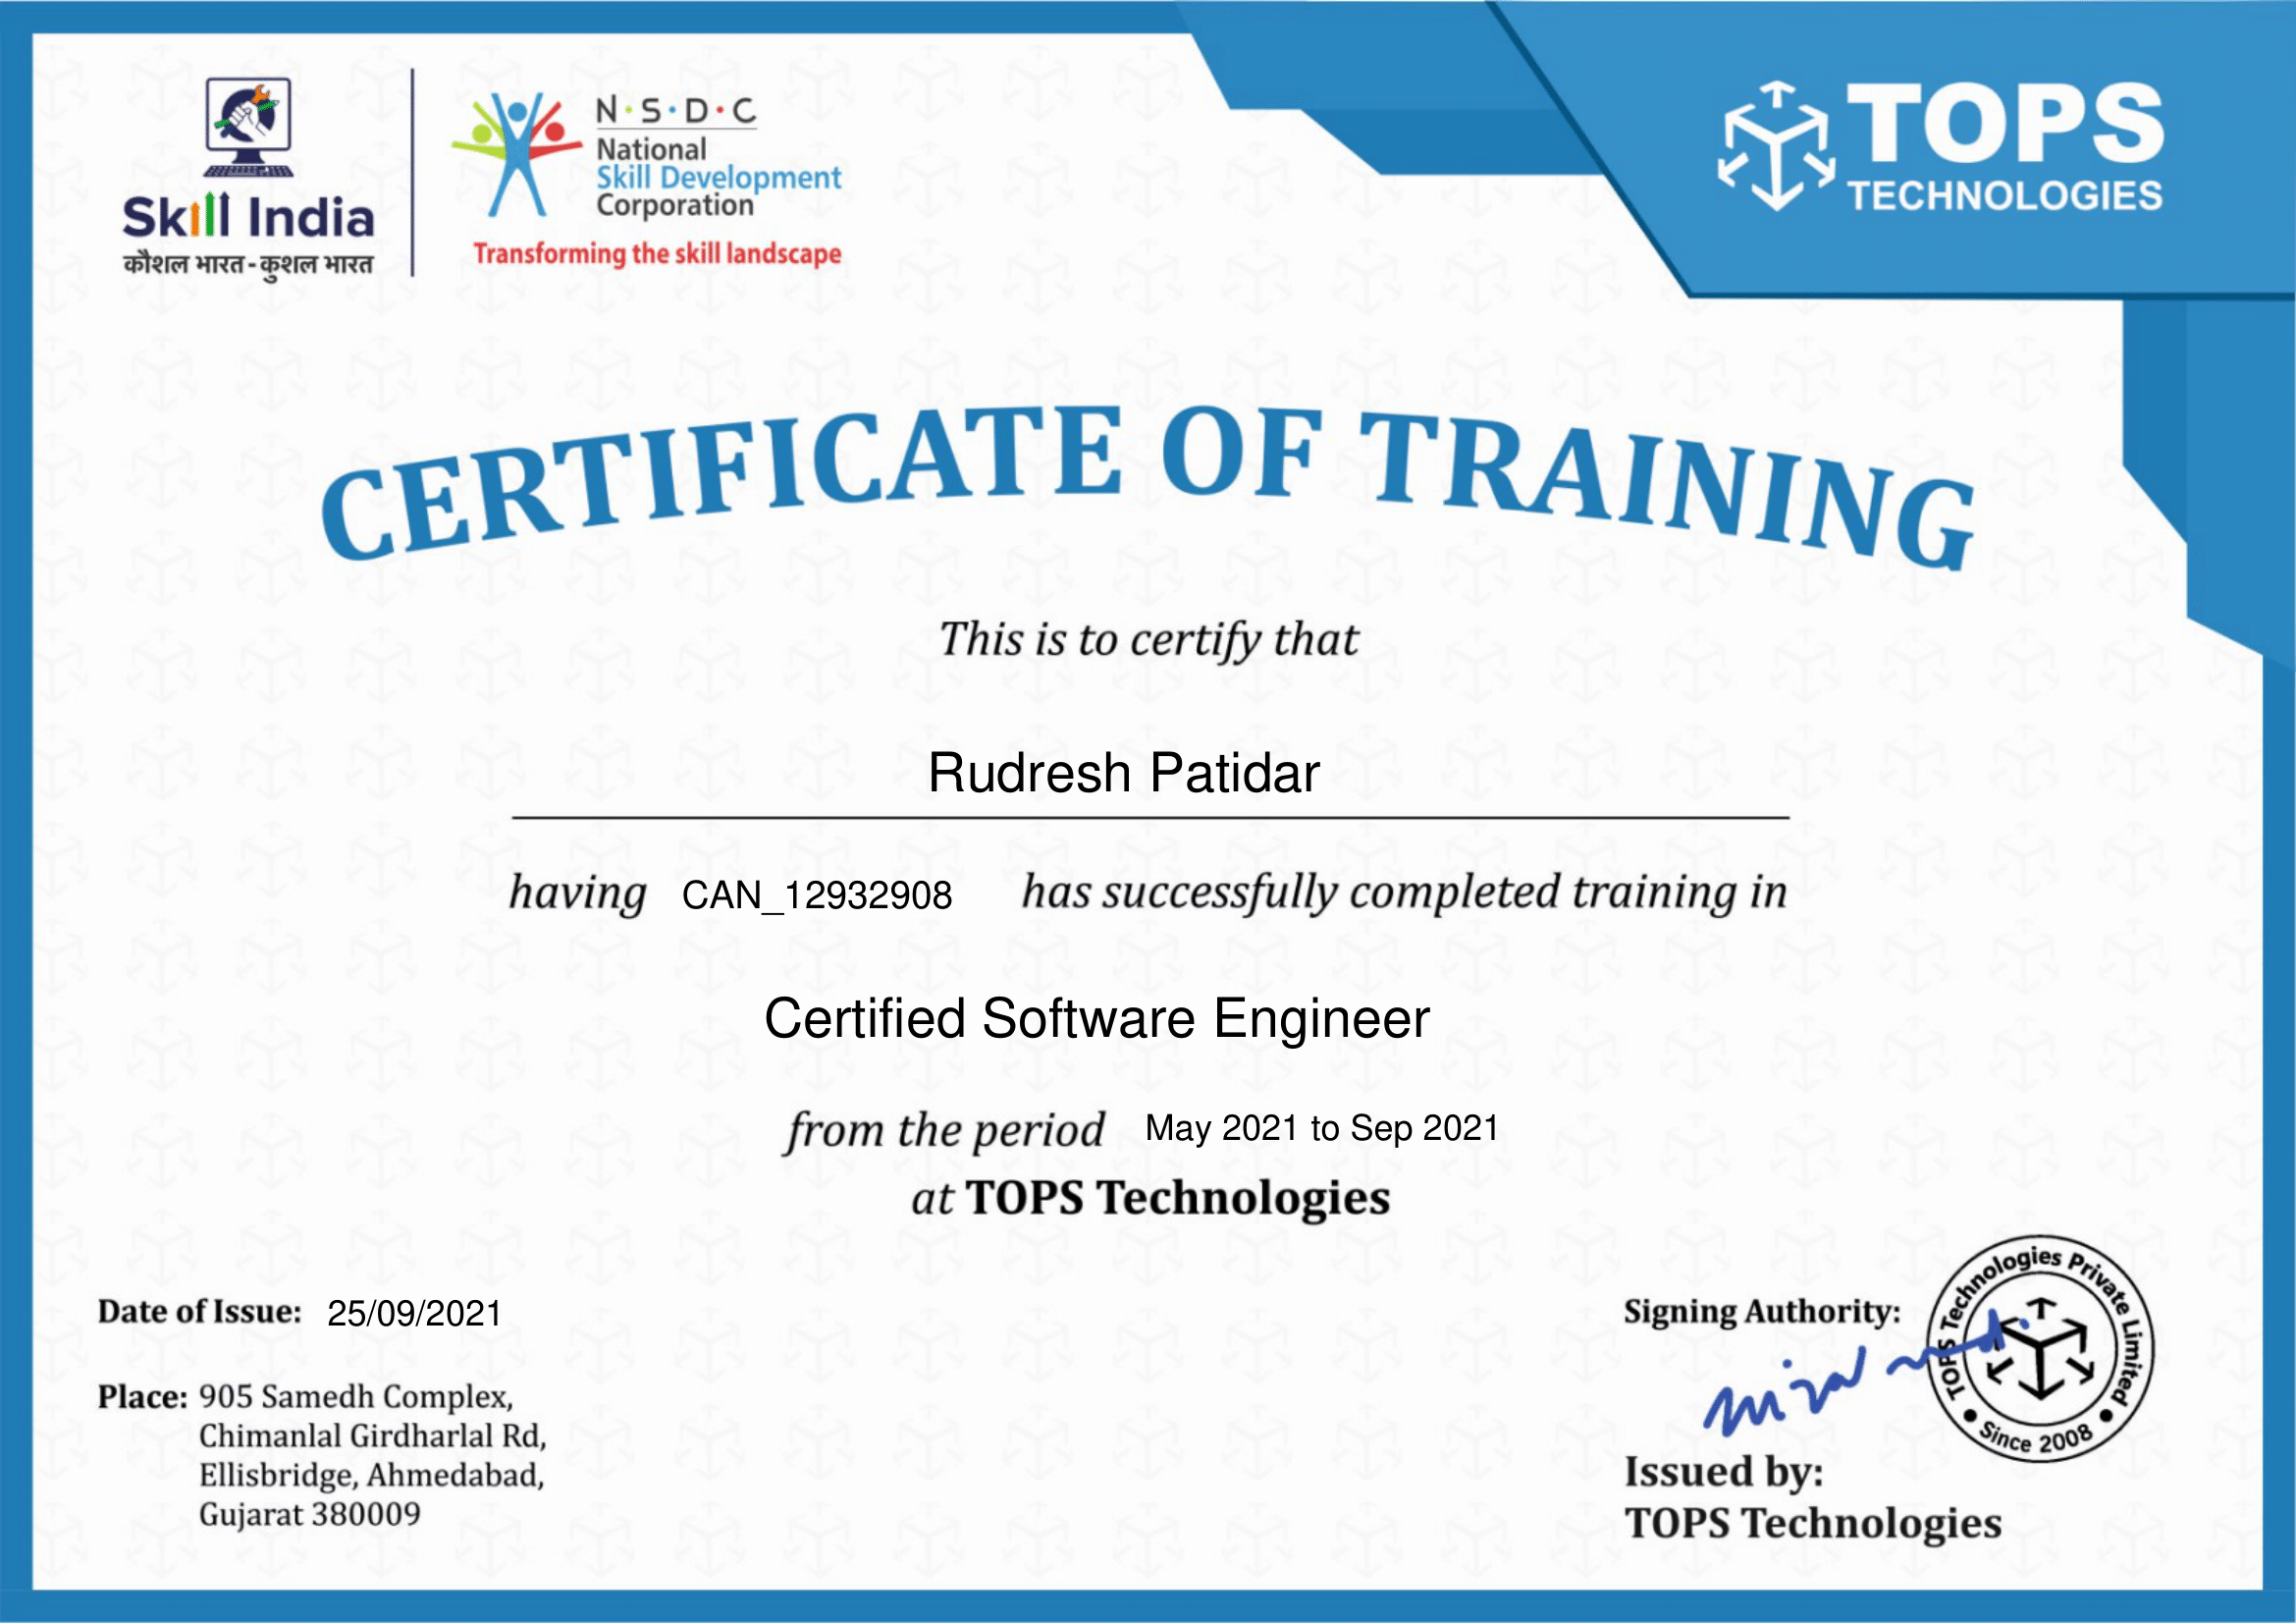 Skill India
कौशल भारत - कुशल भारत
N·S·D·C
National
Skill Development
Corporation
Transforming the skill landscape
TOPS
TECHNOLOGIES
CERTIFICATE OF TRAINING
This is to certify that
Rudresh Patidar
having CAN_12932908 has successfully completed training in
Certified Software Engineer
from the period May 2021 to Sep 2021
at TOPS Technologies
Date of Issue: 25/09/2021
Place: 905 Samedh Complex,
Chimanlal Girdharlal Rd,
Ellisbridge, Ahmedabad,
Gujarat 380009
Signing Authority:
TOPS Technologies Private Limited
Since 2008
Issued by:
TOPS Technologies